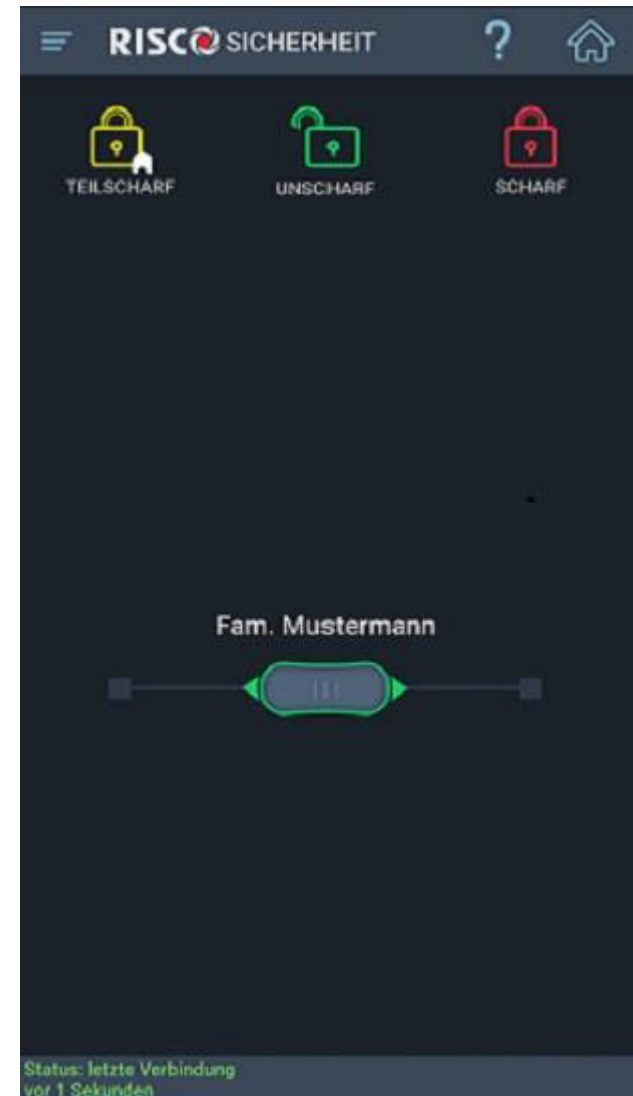 RISCO SICHERHEIT ?
TEILSCHARF UNSCHARF SCHARF
Fam. Mustermann
Status: letzte Verbindung
vor 1 Sekunden